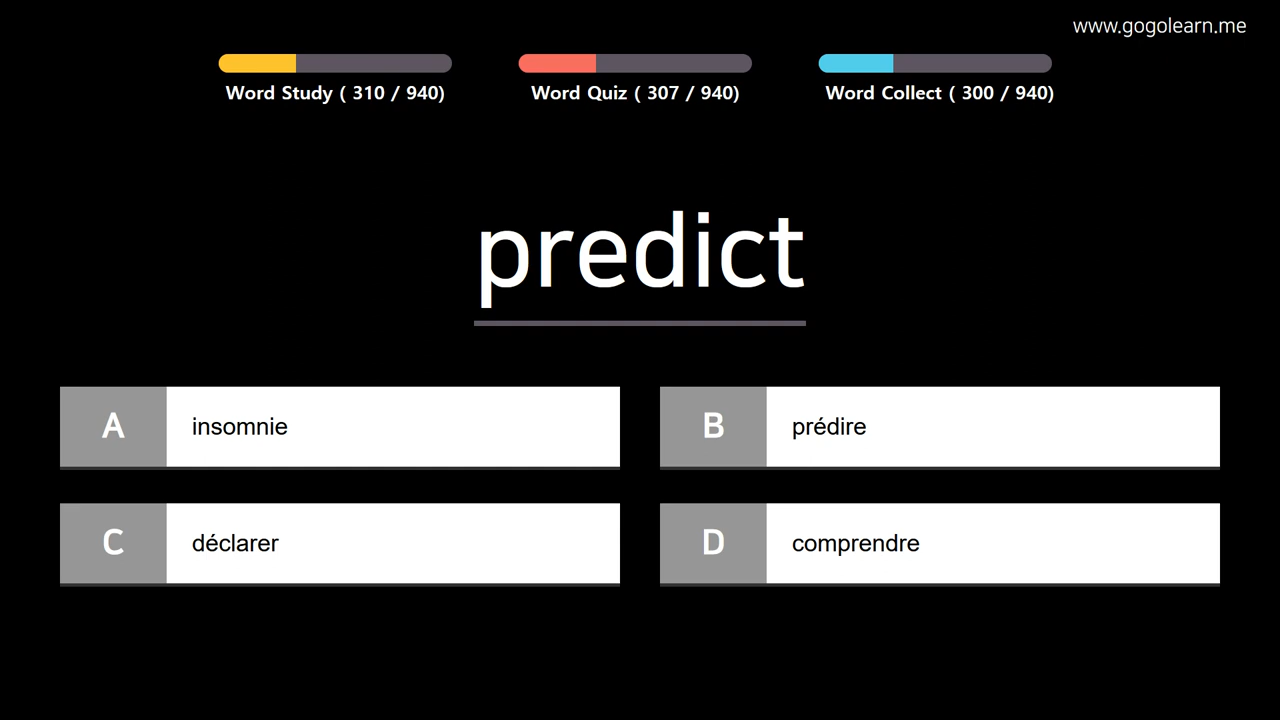 www.gogolearn.me
Word Study ( 310 / 940)
Word Quiz ( 307 / 940)
Word Collect ( 300 / 940)
predict
A
insomnie
B
prédire
C
déclarer
D
comprendre